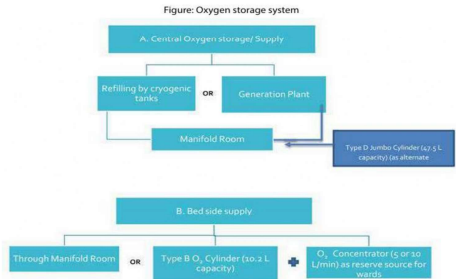 Figure: Oxygen storage system
A. Central Oxygen storage/ Supply
Refilling by cryogenic
tanks
OR
Generation Plant
Manifold Room
Type D Jumbo Cylinder (47.5 L
capacity) (as alternate
B. Bed side supply
Through Manifold Room
OR
Type B O₂ Cylinder (10.2 L
capacity)
O₂ Concentrator (5 or 10
L/min) as reserve source for
wards